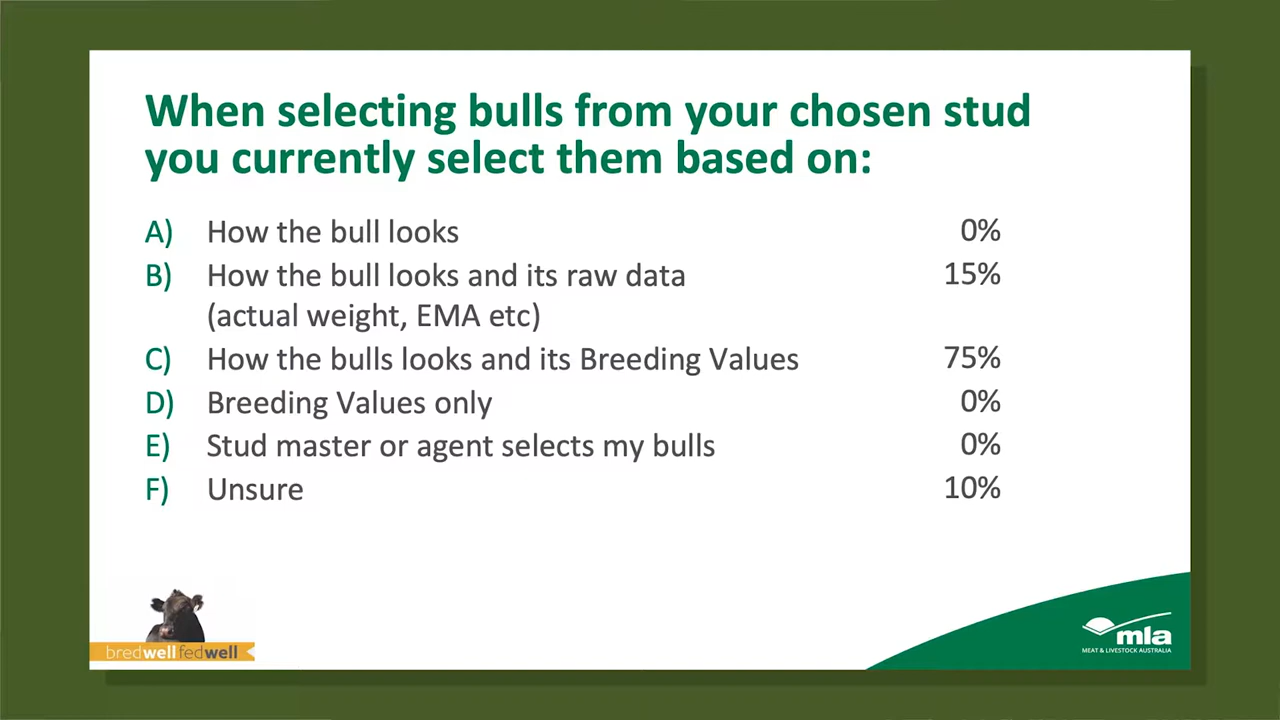 When selecting bulls from your chosen stud
you currently select them based on:
A) How the bull looks 0%
B) How the bull looks and its raw data 15%
(actual weight, EMA etc)
C) How the bulls looks and its Breeding Values 75%
D) Breeding Values only 0%
E) Stud master or agent selects my bulls 0%
F) Unsure 10%
bredwellfedwell
mla
MEAT & LIVESTOCK AUSTRALIA